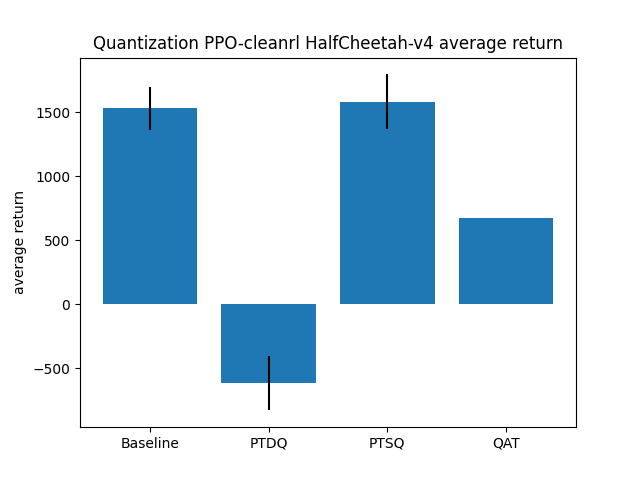 Quantization PPO-cleanrl HalfCheetah-v4 average return
average return
1500
1000
500
0
−500
Baseline PTDQ PTSQ QAT